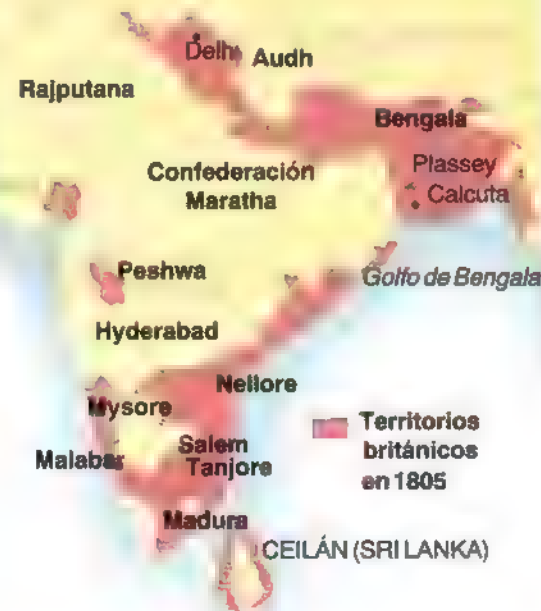 Delhi
Audh
Rajputana
Bengala
Plassey
Calcuta
Confederación
Maratha
Peshwa
Golfo de Bengala
Hyderabad
Nellore
Mysore
Salem
Malabar
Tanjore
Madura
Territorios
británicos
en 1805
CEILÁN (SRI LANKA)